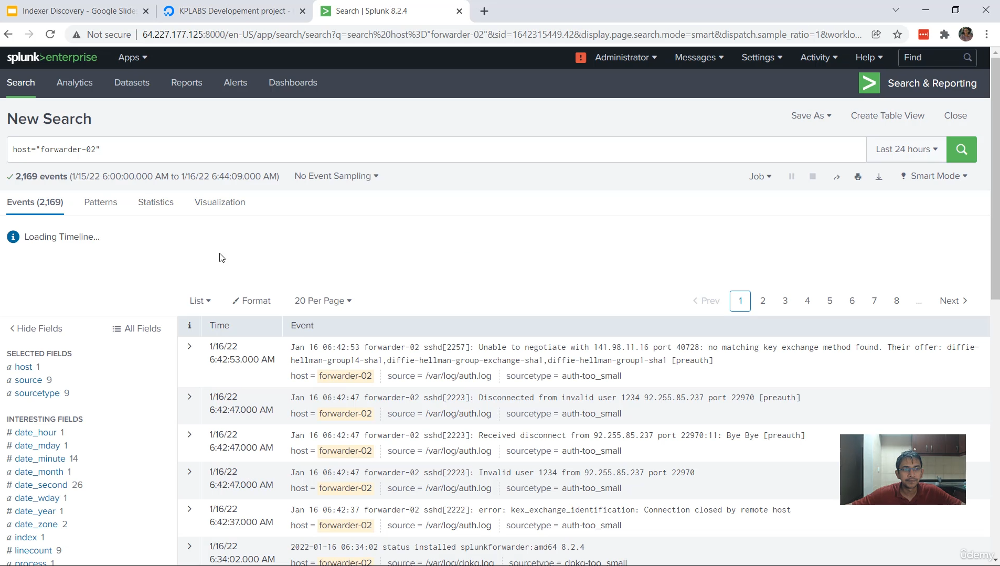 Indexer Discovery - Google Slide
KPLABS Developement project -
Search | Splunk 8.2.4
Not secure
64.227.177.125:8000/en-US/app/search/search?q=search%20host%3D"forwarder-02"&sid=1642315449.42&display.page.search.mode=smart&dispatch.sample_ratio=1&worklo...
splunk>enterprise
Apps
Administrator
Messages
Settings
Activity
Help
Find
Search
Analytics
Datasets
Reports
Alerts
Dashboards
Search & Reporting
New Search
Save As
Create Table View
Close
host="forwarder-02"
Last 24 hours
2,169 events (1/15/22 6:00:00.000 AM to 1/16/22 6:44:09.000 AM)
No Event Sampling
Job
Smart Mode
Events (2,169)
Patterns
Statistics
Visualization
Loading Timeline...
List
Format
20 Per Page
< Prev
1
2
3
4
5
6
7
8
...
Next >
< Hide Fields
All Fields
SELECTED FIELDS
a host 1
a source 9
a sourcetype 9
INTERESTING FIELDS
# date_hour 1
# date_mday 1
# date_minute 14
a date_month 1
# date_second 26
a date_wday 1
# date_year 1
a date_zone 2
a index 1
# linecount 9
a process 1
i
Time
Event
> 1/16/22
6:42:53.000 AM
Jan 16 06:42:53 forwarder-02 sshd[2257]: Unable to negotiate with 141.98.11.16 port 40728: no matching key exchange method found. Their offer: diffie-
hellman-group14-sha1,diffie-hellman-group-exchange-sha1,diffie-hellman-group1-sha1 [preauth]
host = forwarder-02 source = /var/log/auth.log sourcetype = auth-too_small
> 1/16/22
6:42:47.000 AM
Jan 16 06:42:47 forwarder-02 sshd[2223]: Disconnected from invalid user 1234 92.255.85.237 port 22970 [preauth]
host = forwarder-02 source = /var/log/auth.log sourcetype = auth-too_small
> 1/16/22
6:42:47.000 AM
Jan 16 06:42:47 forwarder-02 sshd[2223]: Received disconnect from 92.255.85.237 port 22970:11: Bye Bye [preauth]
host = forwarder-02 source = /var/log/auth.log sourcetype = auth-too_small
> 1/16/22
6:42:47.000 AM
Jan 16 06:42:47 forwarder-02 sshd[2223]: Invalid user 1234 from 92.255.85.237 port 22970
host = forwarder-02 source = /var/log/auth.log sourcetype = auth-too_small
> 1/16/22
6:42:37.000 AM
Jan 16 06:42:37 forwarder-02 sshd[2222]: error: kex_exchange_identification: Connection closed by remote host
host = forwarder-02 source = /var/log/auth.log sourcetype = auth-too_small
> 1/16/22
6:34:02.000 AM
2022-01-16 06:34:02 status installed splunkforwarder:amd64 8.2.4
host = forwarder-02 source = /var/log/dpkg.log sourcetype = dpkg-too_small
ûdemy